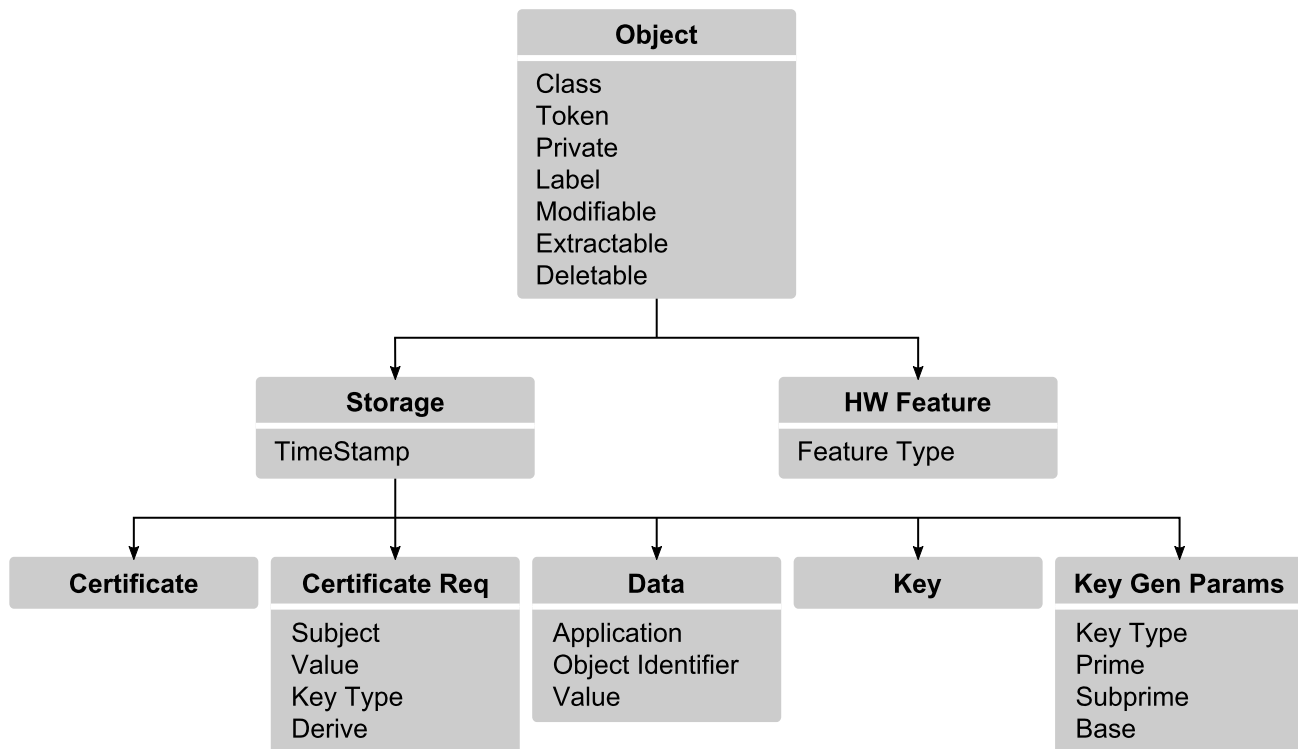 Object
Class
Token
Private
Label
Modifiable
Extractable
Deletable
Storage
TimeStamp
HW Feature
Feature Type
Certificate
Certificate Req
Subject
Value
Key Type
Derive
Data
Application
Object Identifier
Value
Key
Key Gen Params
Key Type
Prime
Subprime
Base